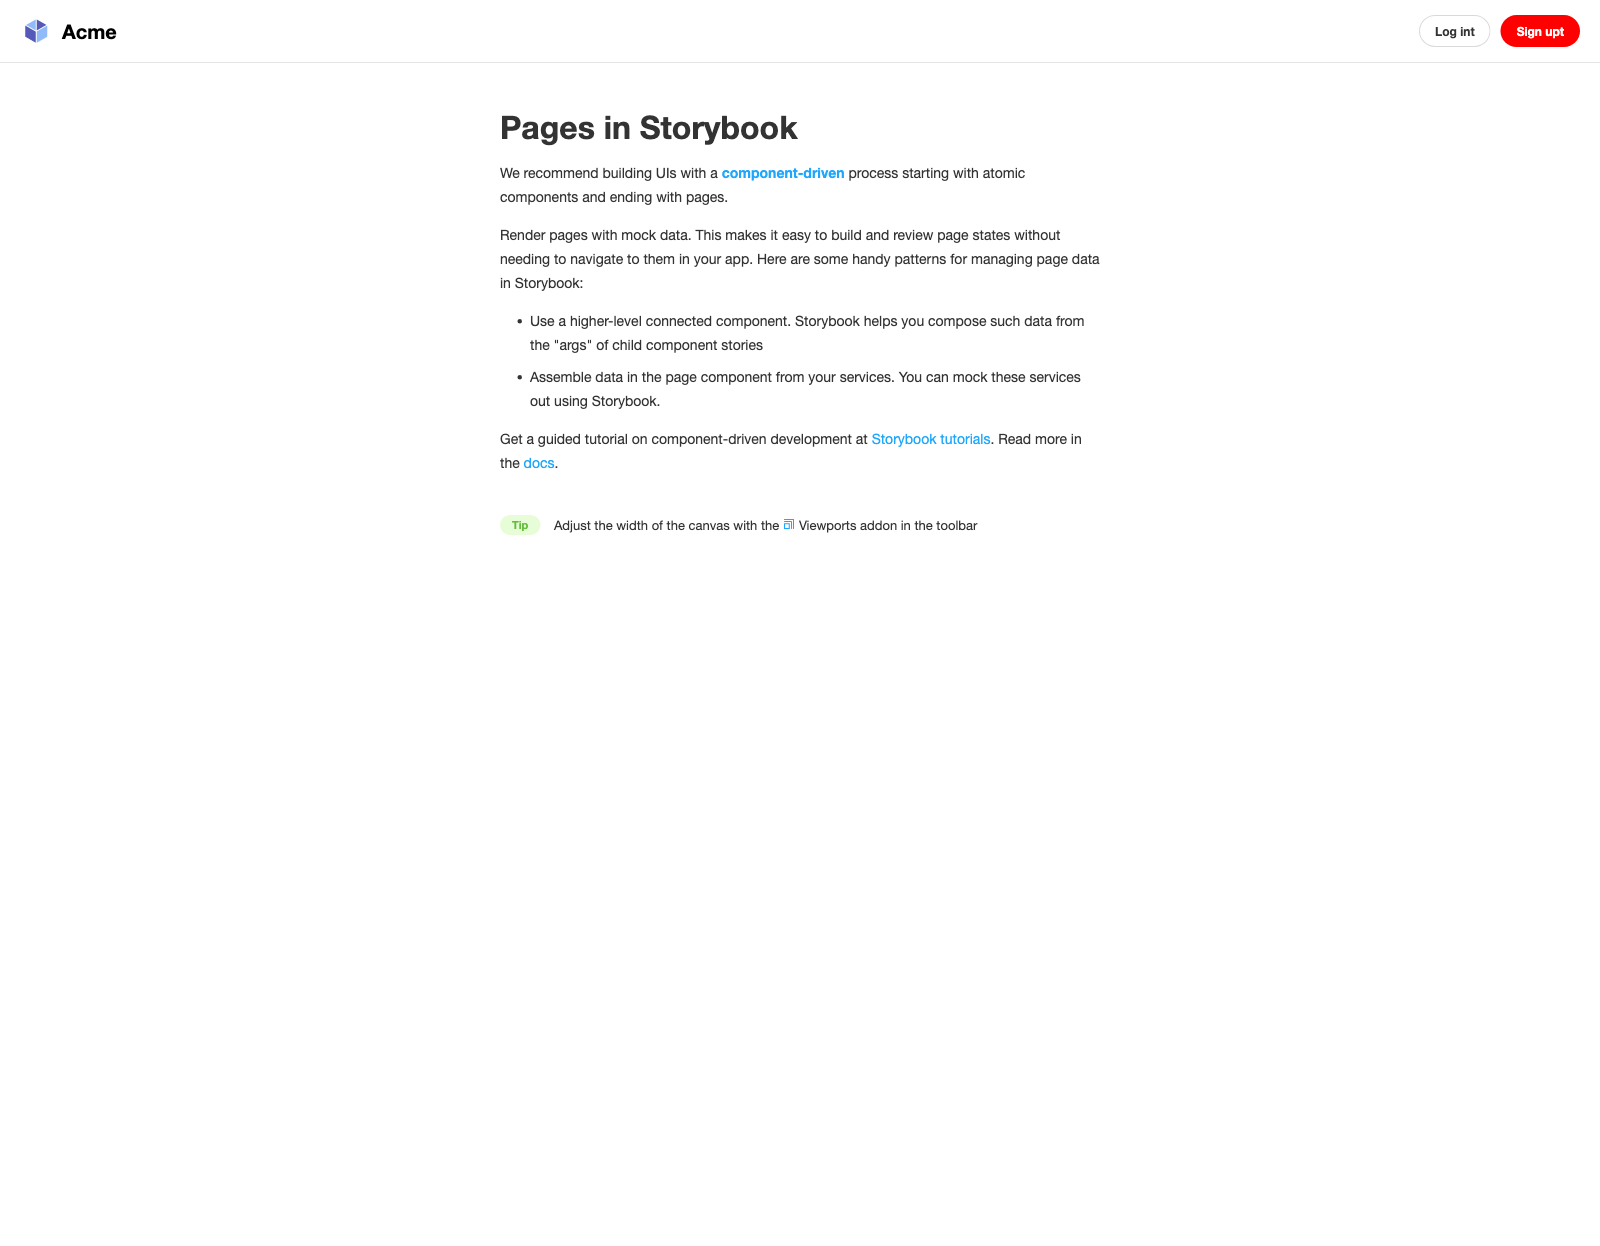 Acme
Log int
Sign upt
Pages in Storybook
We recommend building UIs with a component-driven process starting with atomic
components and ending with pages.
Render pages with mock data. This makes it easy to build and review page states without
needing to navigate to them in your app. Here are some handy patterns for managing page data
in Storybook:
• Use a higher-level connected component. Storybook helps you compose such data from
the "args" of child component stories
• Assemble data in the page component from your services. You can mock these services
out using Storybook.
Get a guided tutorial on component-driven development at Storybook tutorials. Read more in
the docs.
Tip Adjust the width of the canvas with the Viewports addon in the toolbar